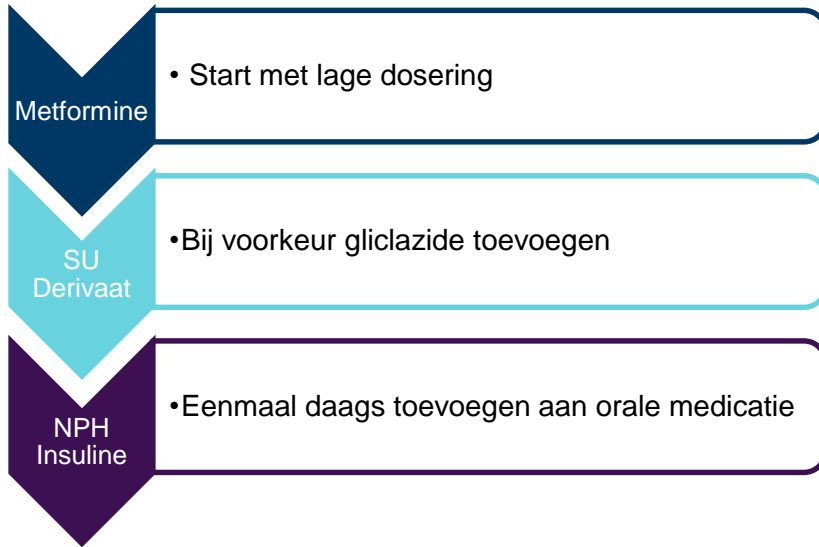 Metformine
• Start met lage dosering
SU
Derivaat
•Bij voorkeur gliclazide toevoegen
NPH
Insuline
•Eenmaal daags toevoegen aan orale medicatie